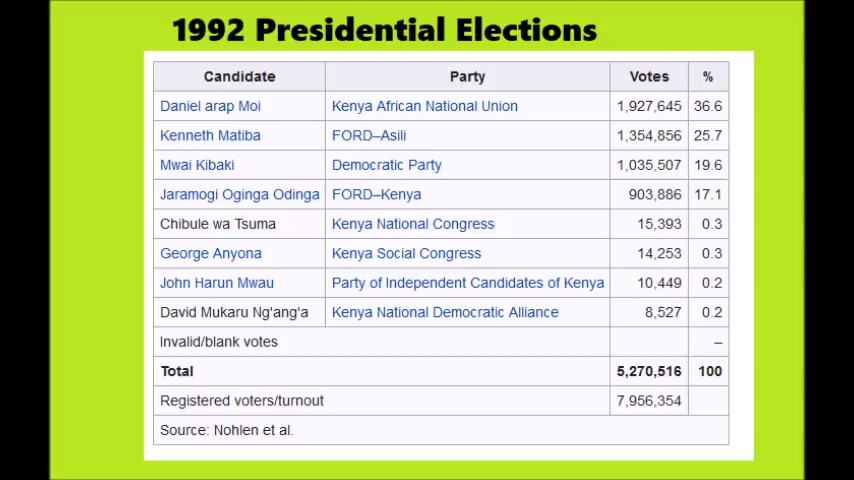 1992 Presidential Elections
Candidate Party Votes %
Daniel arap Moi Kenya African National Union 1,927,645 36.6
Kenneth Matiba FORD–Asili 1,354,856 25.7
Mwai Kibaki Democratic Party 1,035,507 19.6
Jaramogi Oginga Odinga FORD–Kenya 903,886 17.1
Chibule wa Tsuma Kenya National Congress 15,393 0.3
George Anyona Kenya Social Congress 14,253 0.3
John Harun Mwau Party of Independent Candidates of Kenya 10,449 0.2
David Mukaru Ng'ang'a Kenya National Democratic Alliance 8,527 0.2
Invalid/blank votes –
Total 5,270,516 100
Registered voters/turnout 7,956,354
Source: Nohlen et al.